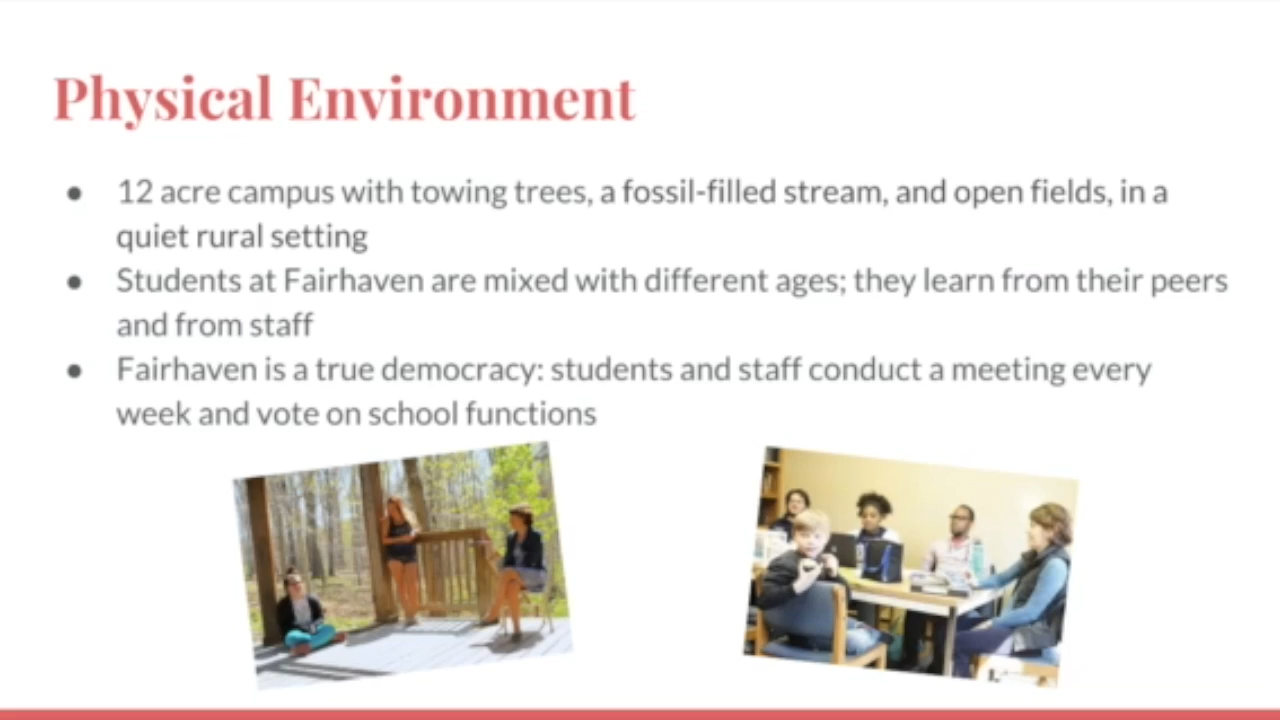 Physical Environment
● 12 acre campus with towing trees, a fossil-filled stream, and open fields, in a
quiet rural setting
● Students at Fairhaven are mixed with different ages; they learn from their peers
and from staff
● Fairhaven is a true democracy: students and staff conduct a meeting every
week and vote on school functions